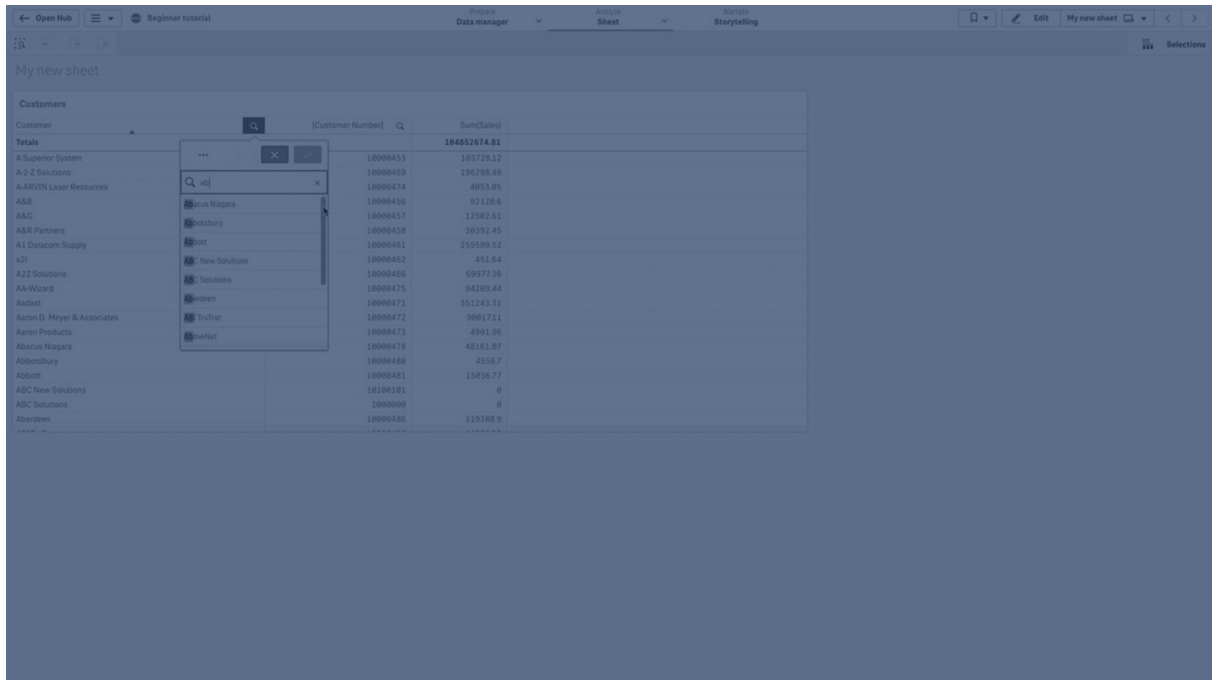 Open Hub
Beginner tutorial
Prepare
Data manager
Analyze
Sheet
Narrate
Storytelling
Edit
My new sheet
Selections
My new sheet
Customers
Customer [Customer Number] Sum(Sales)
Totals 104852674.81
A Superior System 10000453 103728.12
A-2-Z Solutions 10000469 196298.49
A-ARVIN Laser Resources 10000474 4053.05
A&B 10000456 92120.6
A&G 10000457 12502.61
A&R Partners 10000458 10392.45
A1 Datacom Supply 10000461 259599.52
a2i 10000462 451.64
A2Z Solutions 10000466 69977.36
AA-Wizard 10000475 94209.44
Aadast 10000471 351243.31
Aaron D. Meyer & Associates 10000472 90017.11
Aaron Products 10000473 4901.96
Abacus Niagara 10000478 48161.07
Abbotsbury 10000480 4556.7
Abbott 10000481 15036.77
ABC New Solutions 10100101 0
ABC Solutions 1000000 0
Aberdeen 10000486 319388.9
ab
Abacus Niagara
Abbotsbury
Abbott
ABC New Solutions
ABC Solutions
Aberdeen
AboveNet